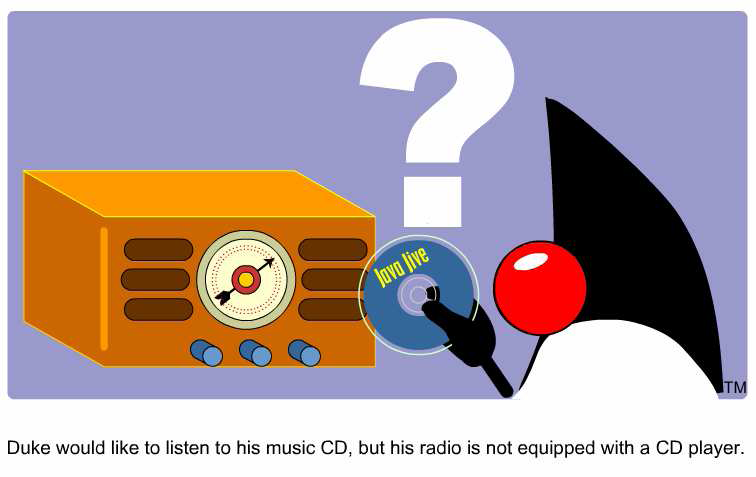 ?
Java Jive
TM
Duke would like to listen to his music CD, but his radio is not equipped with a CD player.